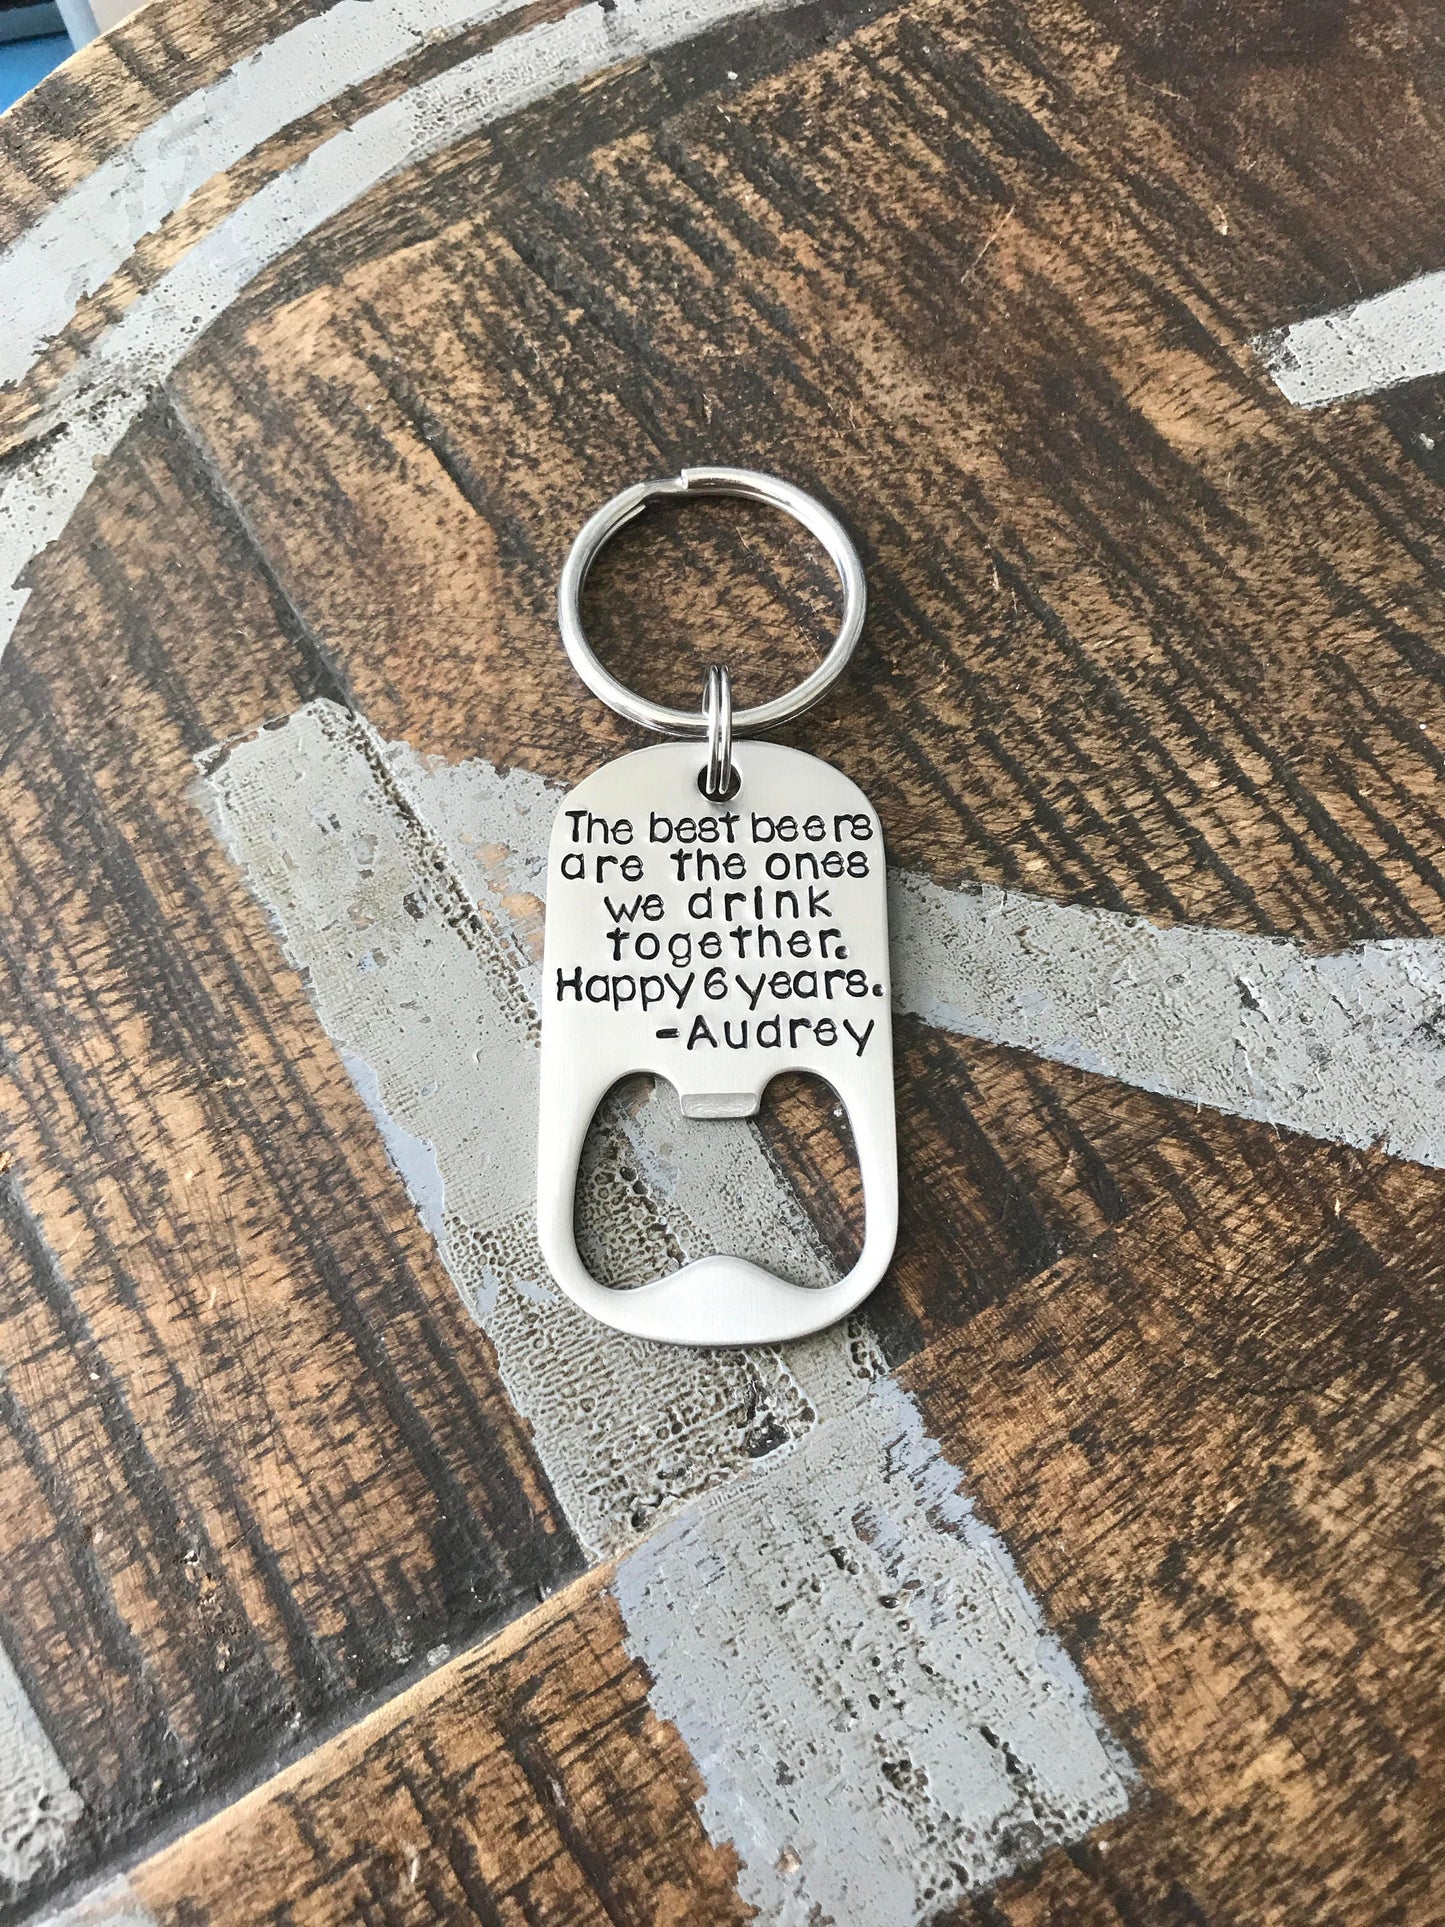 The best beers
are the ones
we drink
together.
Happy 6 years.
-Audrey